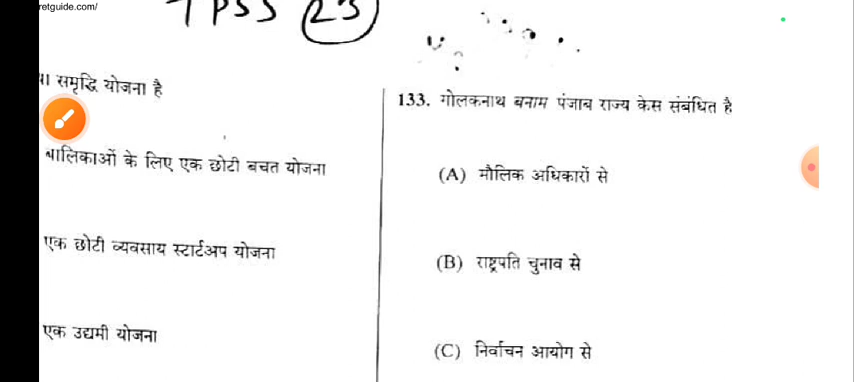 retguide.com/
TPSS 23
समृद्धि योजना है
बालिकाओं के लिए एक छोटी बचत योजना
एक छोटी व्यवसाय स्टार्टअप योजना
एक उद्यमी योजना
133. गोलकनाथ बनाम पंजाब राज्य केस संबंधित है
(A) मौलिक अधिकारों से
(B) राष्ट्रपति चुनाव से
(C) निर्वाचन आयोग से